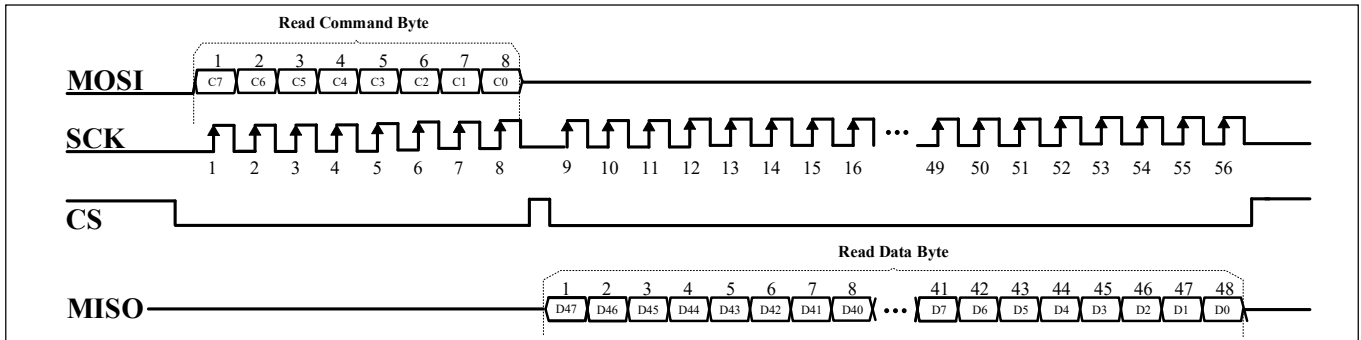 Read Command Byte
1 2 3 4 5 6 7 8
MOSI C7 C6 C5 C4 C3 C2 C1 C0
SCK ...
1 2 3 4 5 6 7 8 9 10 11 12 13 14 15 16 49 50 51 52 53 54 55 56
CS
Read Data Byte
1 2 3 4 5 6 7 8 41 42 43 44 45 46 47 48
MISO D47 D46 D45 D44 D43 D42 D41 D40 ... D7 D6 D5 D4 D3 D2 D1 D0